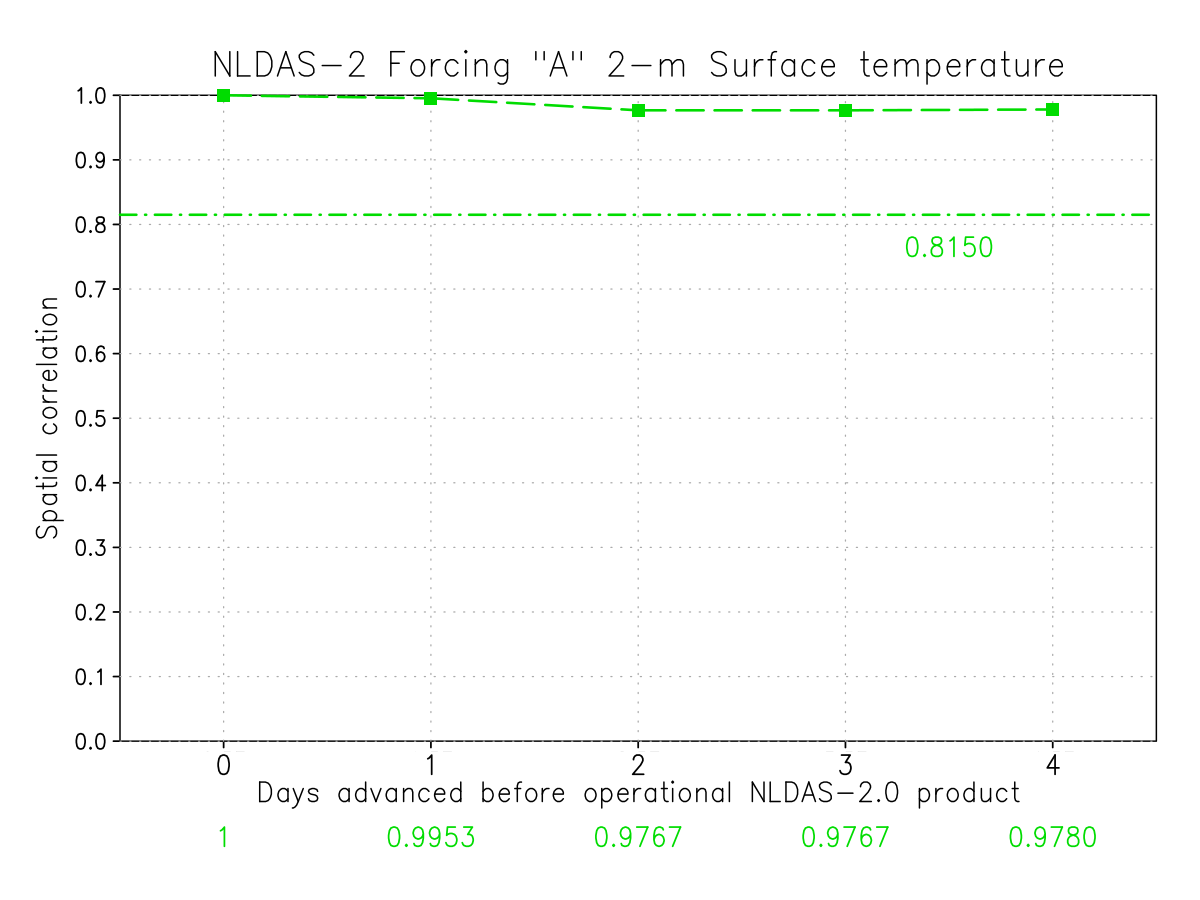 NLDAS-2 Forcing "A" 2-m Surface temperature
1.0
0.9
0.8
0.8150
0.7
0.6
0.5
0.4
0.3
0.2
0.1
0.0
Spatial correlation
0 1 2 3 4
Days advanced before operational NLDAS-2.0 product
1 0.9953 0.9767 0.9767 0.9780